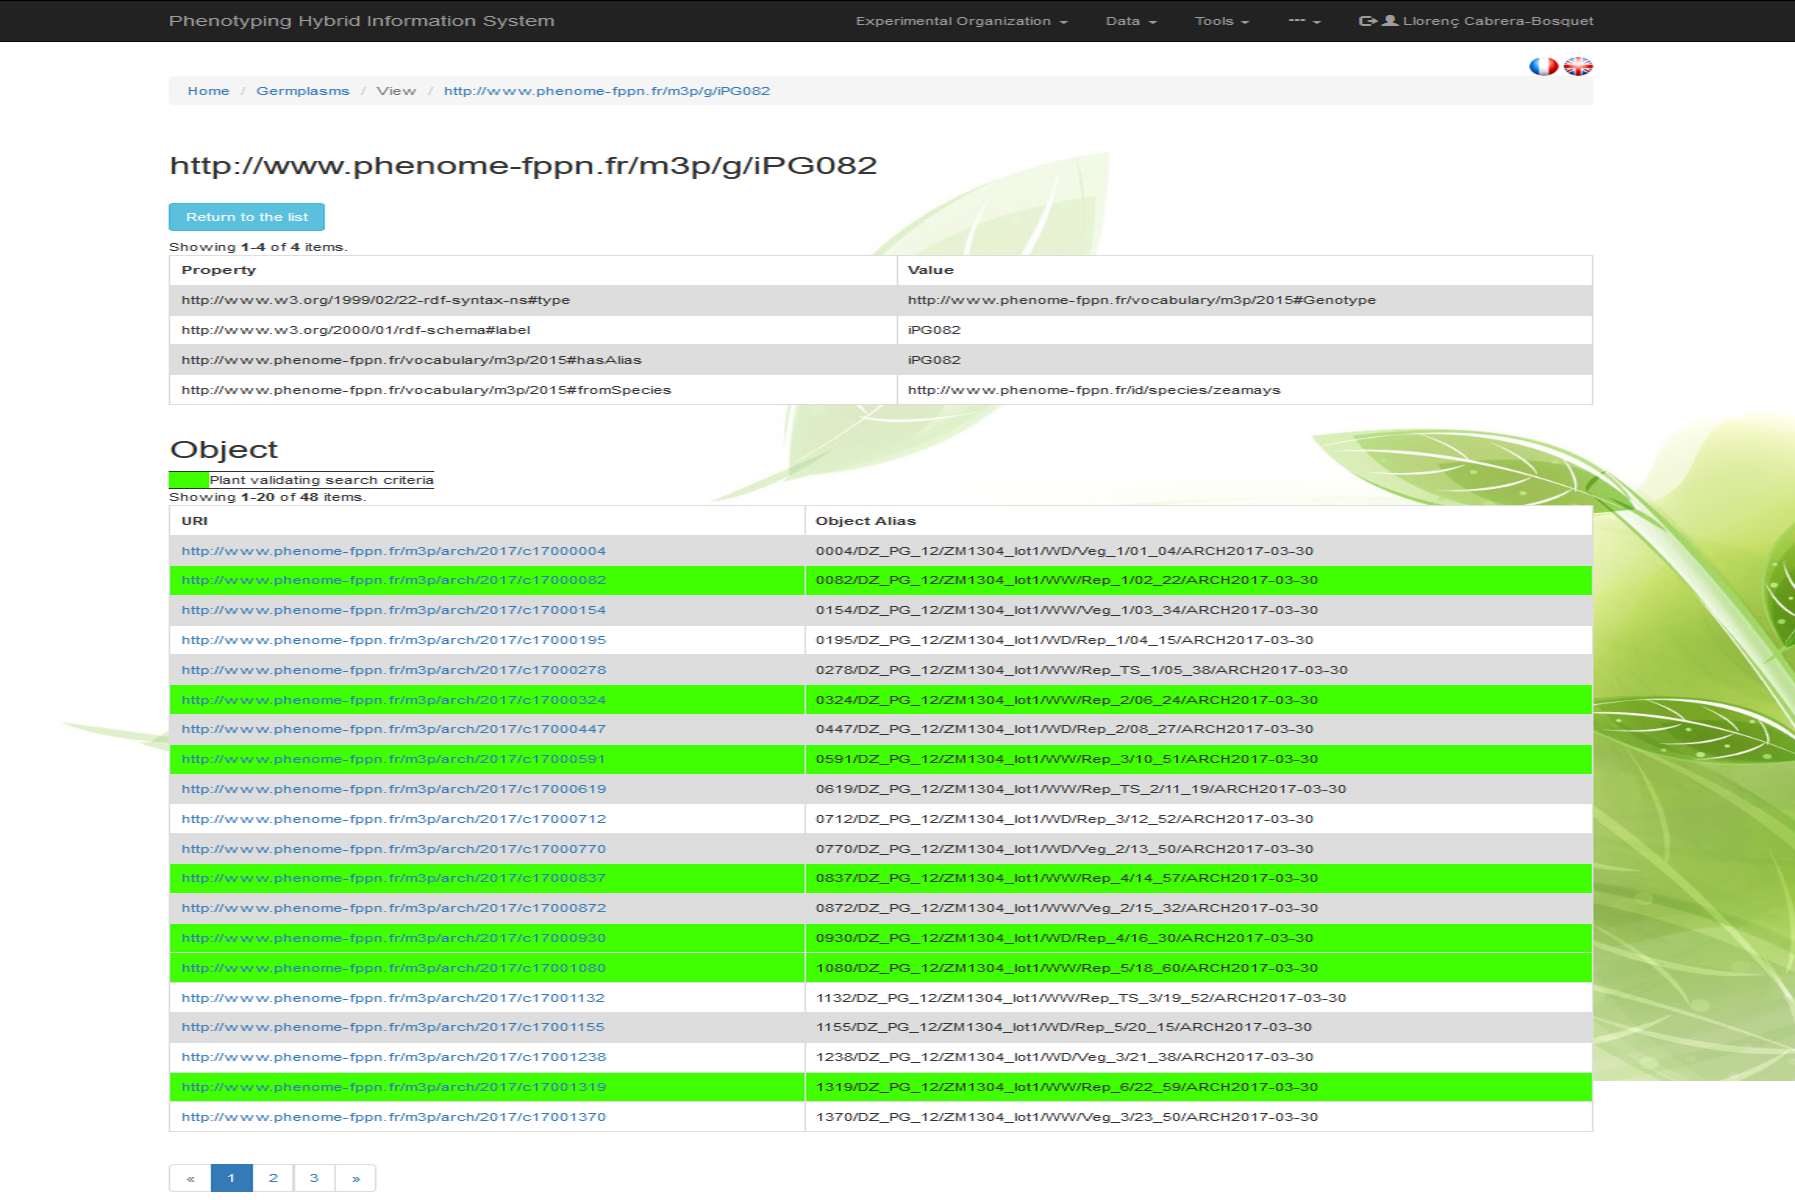 Phenotyping Hybrid Information System Experimental Organization Data Tools --- Llorenç Cabrera-Bosquet
Home / Germplasms / View / http://www.phenome-fppn.fr/m3p/g/iPG082
http://www.phenome-fppn.fr/m3p/g/iPG082
Return to the list
Showing 1-4 of 4 items.
Property Value
http://www.w3.org/1999/02/22-rdf-syntax-ns#type http://www.phenome-fppn.fr/vocabulary/m3p/2015#Genotype
http://www.w3.org/2000/01/rdf-schema#label iPG082
http://www.phenome-fppn.fr/vocabulary/m3p/2015#hasAlias iPG082
http://www.phenome-fppn.fr/vocabulary/m3p/2015#fromSpecies http://www.phenome-fppn.fr/id/species/zeamays
Object
Plant validating search criteria
Showing 1-20 of 48 items.
URI Object Alias
http://www.phenome-fppn.fr/m3p/arch/2017/c17000004 0004/DZ_PG_12/ZM1304_lot1/WD/Veg_1/01_04/ARCH2017-03-30
http://www.phenome-fppn.fr/m3p/arch/2017/c17000082 0082/DZ_PG_12/ZM1304_lot1/WW/Rep_1/02_22/ARCH2017-03-30
http://www.phenome-fppn.fr/m3p/arch/2017/c17000154 0154/DZ_PG_12/ZM1304_lot1/WW/Veg_1/03_34/ARCH2017-03-30
http://www.phenome-fppn.fr/m3p/arch/2017/c17000195 0195/DZ_PG_12/ZM1304_lot1/WD/Rep_1/04_15/ARCH2017-03-30
http://www.phenome-fppn.fr/m3p/arch/2017/c17000278 0278/DZ_PG_12/ZM1304_lot1/WW/Rep_TS_1/05_38/ARCH2017-03-30
http://www.phenome-fppn.fr/m3p/arch/2017/c17000324 0324/DZ_PG_12/ZM1304_lot1/WW/Rep_2/06_24/ARCH2017-03-30
http://www.phenome-fppn.fr/m3p/arch/2017/c17000447 0447/DZ_PG_12/ZM1304_lot1/WD/Rep_2/08_27/ARCH2017-03-30
http://www.phenome-fppn.fr/m3p/arch/2017/c17000591 0591/DZ_PG_12/ZM1304_lot1/WW/Rep_3/10_51/ARCH2017-03-30
http://www.phenome-fppn.fr/m3p/arch/2017/c17000619 0619/DZ_PG_12/ZM1304_lot1/WW/Rep_TS_2/11_19/ARCH2017-03-30
http://www.phenome-fppn.fr/m3p/arch/2017/c17000712 0712/DZ_PG_12/ZM1304_lot1/WD/Rep_3/12_52/ARCH2017-03-30
http://www.phenome-fppn.fr/m3p/arch/2017/c17000770 0770/DZ_PG_12/ZM1304_lot1/WD/Veg_2/13_50/ARCH2017-03-30
http://www.phenome-fppn.fr/m3p/arch/2017/c17000837 0837/DZ_PG_12/ZM1304_lot1/WW/Rep_4/14_57/ARCH2017-03-30
http://www.phenome-fppn.fr/m3p/arch/2017/c17000872 0872/DZ_PG_12/ZM1304_lot1/WW/Veg_2/15_32/ARCH2017-03-30
http://www.phenome-fppn.fr/m3p/arch/2017/c17000930 0930/DZ_PG_12/ZM1304_lot1/WD/Rep_4/16_30/ARCH2017-03-30
http://www.phenome-fppn.fr/m3p/arch/2017/c17001080 1080/DZ_PG_12/ZM1304_lot1/WW/Rep_5/18_60/ARCH2017-03-30
http://www.phenome-fppn.fr/m3p/arch/2017/c17001132 1132/DZ_PG_12/ZM1304_lot1/WW/Rep_TS_3/19_52/ARCH2017-03-30
http://www.phenome-fppn.fr/m3p/arch/2017/c17001155 1155/DZ_PG_12/ZM1304_lot1/WD/Rep_5/20_15/ARCH2017-03-30
http://www.phenome-fppn.fr/m3p/arch/2017/c17001238 1238/DZ_PG_12/ZM1304_lot1/WD/Veg_3/21_38/ARCH2017-03-30
http://www.phenome-fppn.fr/m3p/arch/2017/c17001319 1319/DZ_PG_12/ZM1304_lot1/WW/Rep_6/22_59/ARCH2017-03-30
http://www.phenome-fppn.fr/m3p/arch/2017/c17001370 1370/DZ_PG_12/ZM1304_lot1/WW/Veg_3/23_50/ARCH2017-03-30
« 1 2 3 »